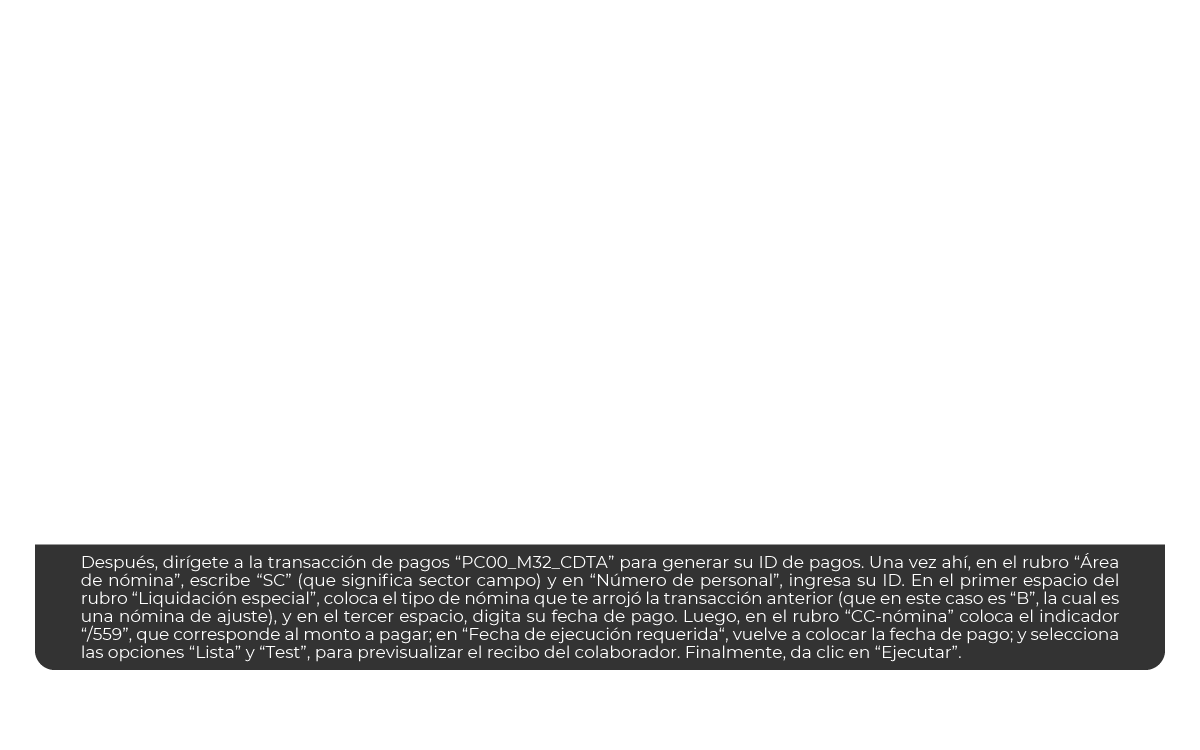 Después, dirígete a la transacción de pagos “PC00_M32_CDTA” para generar su ID de pagos. Una vez ahí, en el rubro “Área
de nómina”, escribe “SC” (que significa sector campo) y en “Número de personal”, ingresa su ID. En el primer espacio del
rubro “Liquidación especial”, coloca el tipo de nómina que te arrojó la transacción anterior (que en este caso es “B”, la cual es
una nómina de ajuste), y en el tercer espacio, digita su fecha de pago. Luego, en el rubro “CC-nómina” coloca el indicador
“/559”, que corresponde al monto a pagar; en “Fecha de ejecución requerida“, vuelve a colocar la fecha de pago; y selecciona
las opciones “Lista” y “Test”, para previsualizar el recibo del colaborador. Finalmente, da clic en “Ejecutar”.